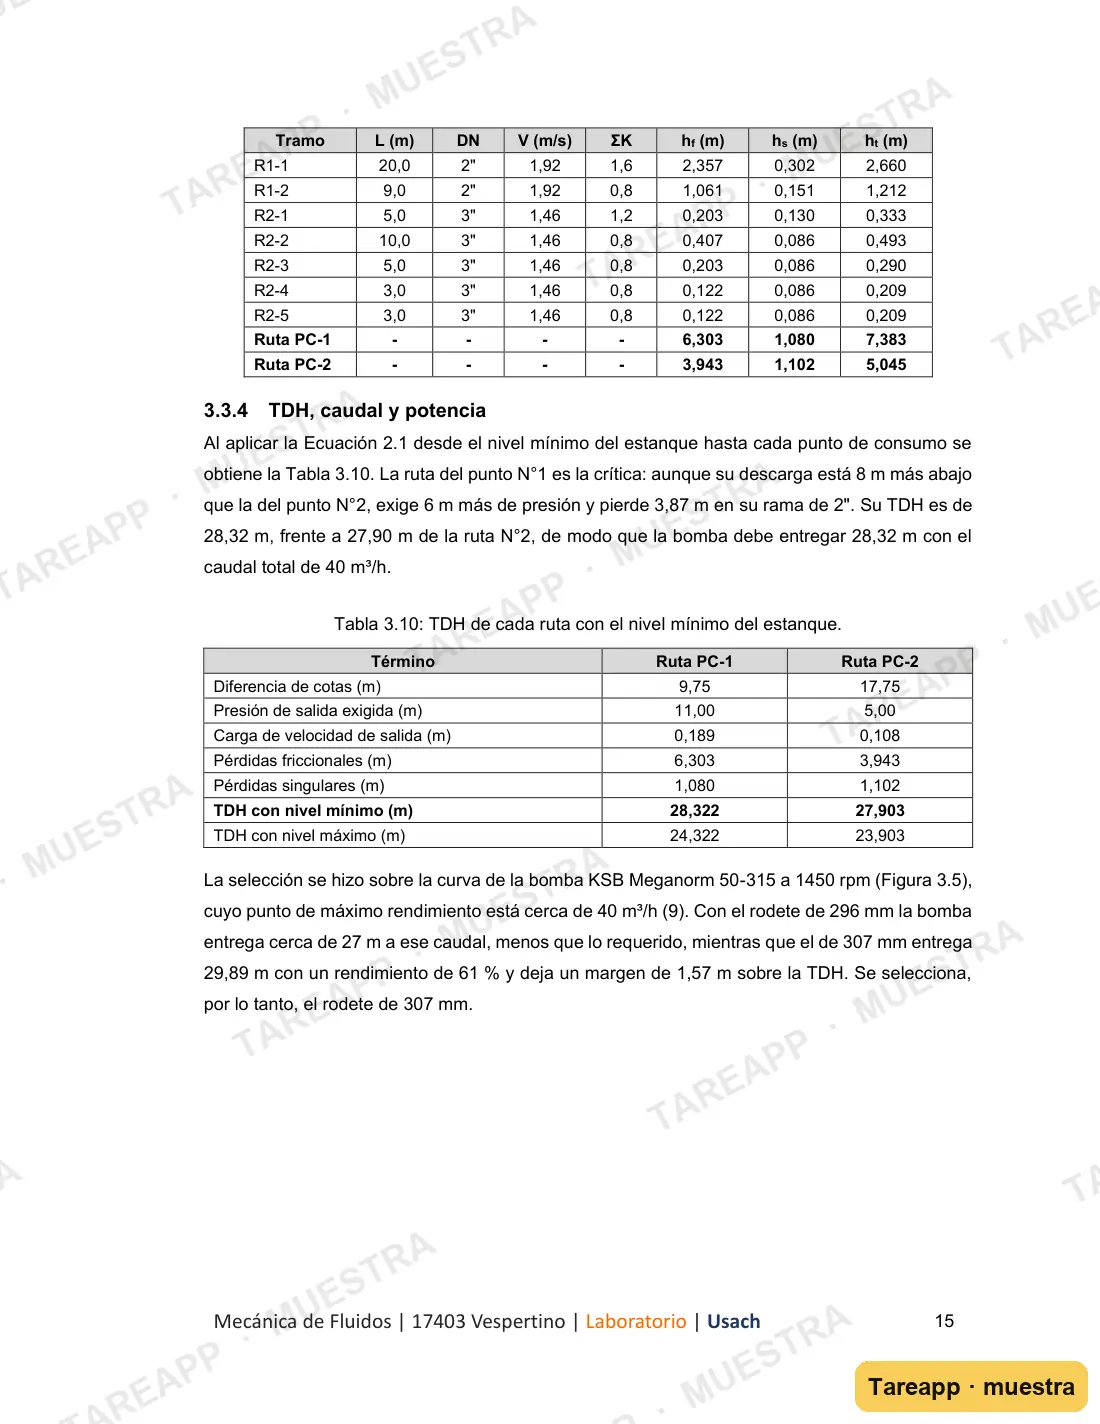 Tramo L (m) DN V (m/s) ΣK hf (m) hs (m) ht (m)
R1-1 20,0 2" 1,92 1,6 2,357 0,302 2,660
R1-2 9,0 2" 1,92 0,8 1,061 0,151 1,212
R2-1 5,0 3" 1,46 1,2 0,203 0,130 0,333
R2-2 10,0 3" 1,46 0,8 0,407 0,086 0,493
R2-3 5,0 3" 1,46 0,8 0,203 0,086 0,290
R2-4 3,0 3" 1,46 0,8 0,122 0,086 0,209
R2-5 3,0 3" 1,46 0,8 0,122 0,086 0,209
Ruta PC-1 - - - - 6,303 1,080 7,383
Ruta PC-2 - - - - 3,943 1,102 5,045
3.3.4 TDH, caudal y potencia
Al aplicar la Ecuación 2.1 desde el nivel mínimo del estanque hasta cada punto de consumo se
obtiene la Tabla 3.10. La ruta del punto N°1 es la crítica: aunque su descarga está 8 m más abajo
que la del punto N°2, exige 6 m más de presión y pierde 3,87 m en su rama de 2". Su TDH es de
28,32 m, frente a 27,90 m de la ruta N°2, de modo que la bomba debe entregar 28,32 m con el
caudal total de 40 m³/h.
Tabla 3.10: TDH de cada ruta con el nivel mínimo del estanque.
Término Ruta PC-1 Ruta PC-2
Diferencia de cotas (m) 9,75 17,75
Presión de salida exigida (m) 11,00 5,00
Carga de velocidad de salida (m) 0,189 0,108
Pérdidas friccionales (m) 6,303 3,943
Pérdidas singulares (m) 1,080 1,102
TDH con nivel mínimo (m) 28,322 27,903
TDH con nivel máximo (m) 24,322 23,903
La selección se hizo sobre la curva de la bomba KSB Meganorm 50-315 a 1450 rpm (Figura 3.5),
cuyo punto de máximo rendimiento está cerca de 40 m³/h (9). Con el rodete de 296 mm la bomba
entrega cerca de 27 m a ese caudal, menos que lo requerido, mientras que el de 307 mm entrega
29,89 m con un rendimiento de 61 % y deja un margen de 1,57 m sobre la TDH. Se selecciona,
por lo tanto, el rodete de 307 mm.
Mecánica de Fluidos | 17403 Vespertino | Laboratorio | Usach 15
Tareapp · muestra
TAREAPP · MUESTRA